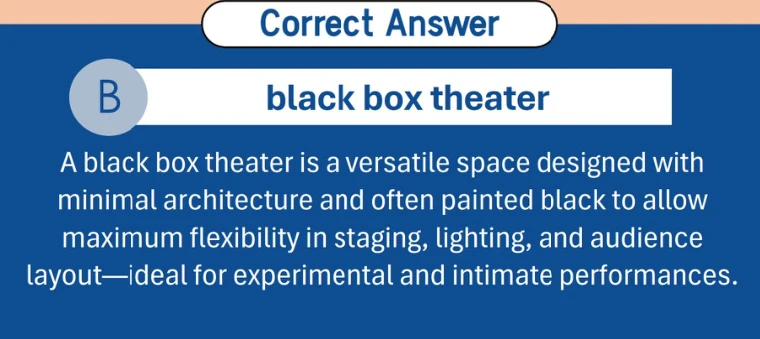 Correct Answer
B
black box theater
A black box theater is a versatile space designed with
minimal architecture and often painted black to allow
maximum flexibility in staging, lighting, and audience
layout—ideal for experimental and intimate performances.